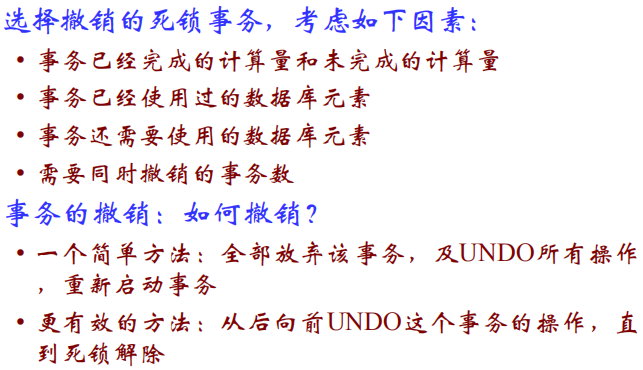 选择撤销的死锁事务，考虑如下因素：
• 事务已经完成的计算量和未完成的计算量
• 事务已经使用过的数据库元素
• 事务还需要使用的数据库元素
• 需要同时撤销的事务数
事务的撤销：如何撤销？
• 一个简单方法：全部放弃该事务，及UNDO所有操作
，重新启动事务
• 更有效的方法：从后向前UNDO这个事务的操作，直
到死锁解除